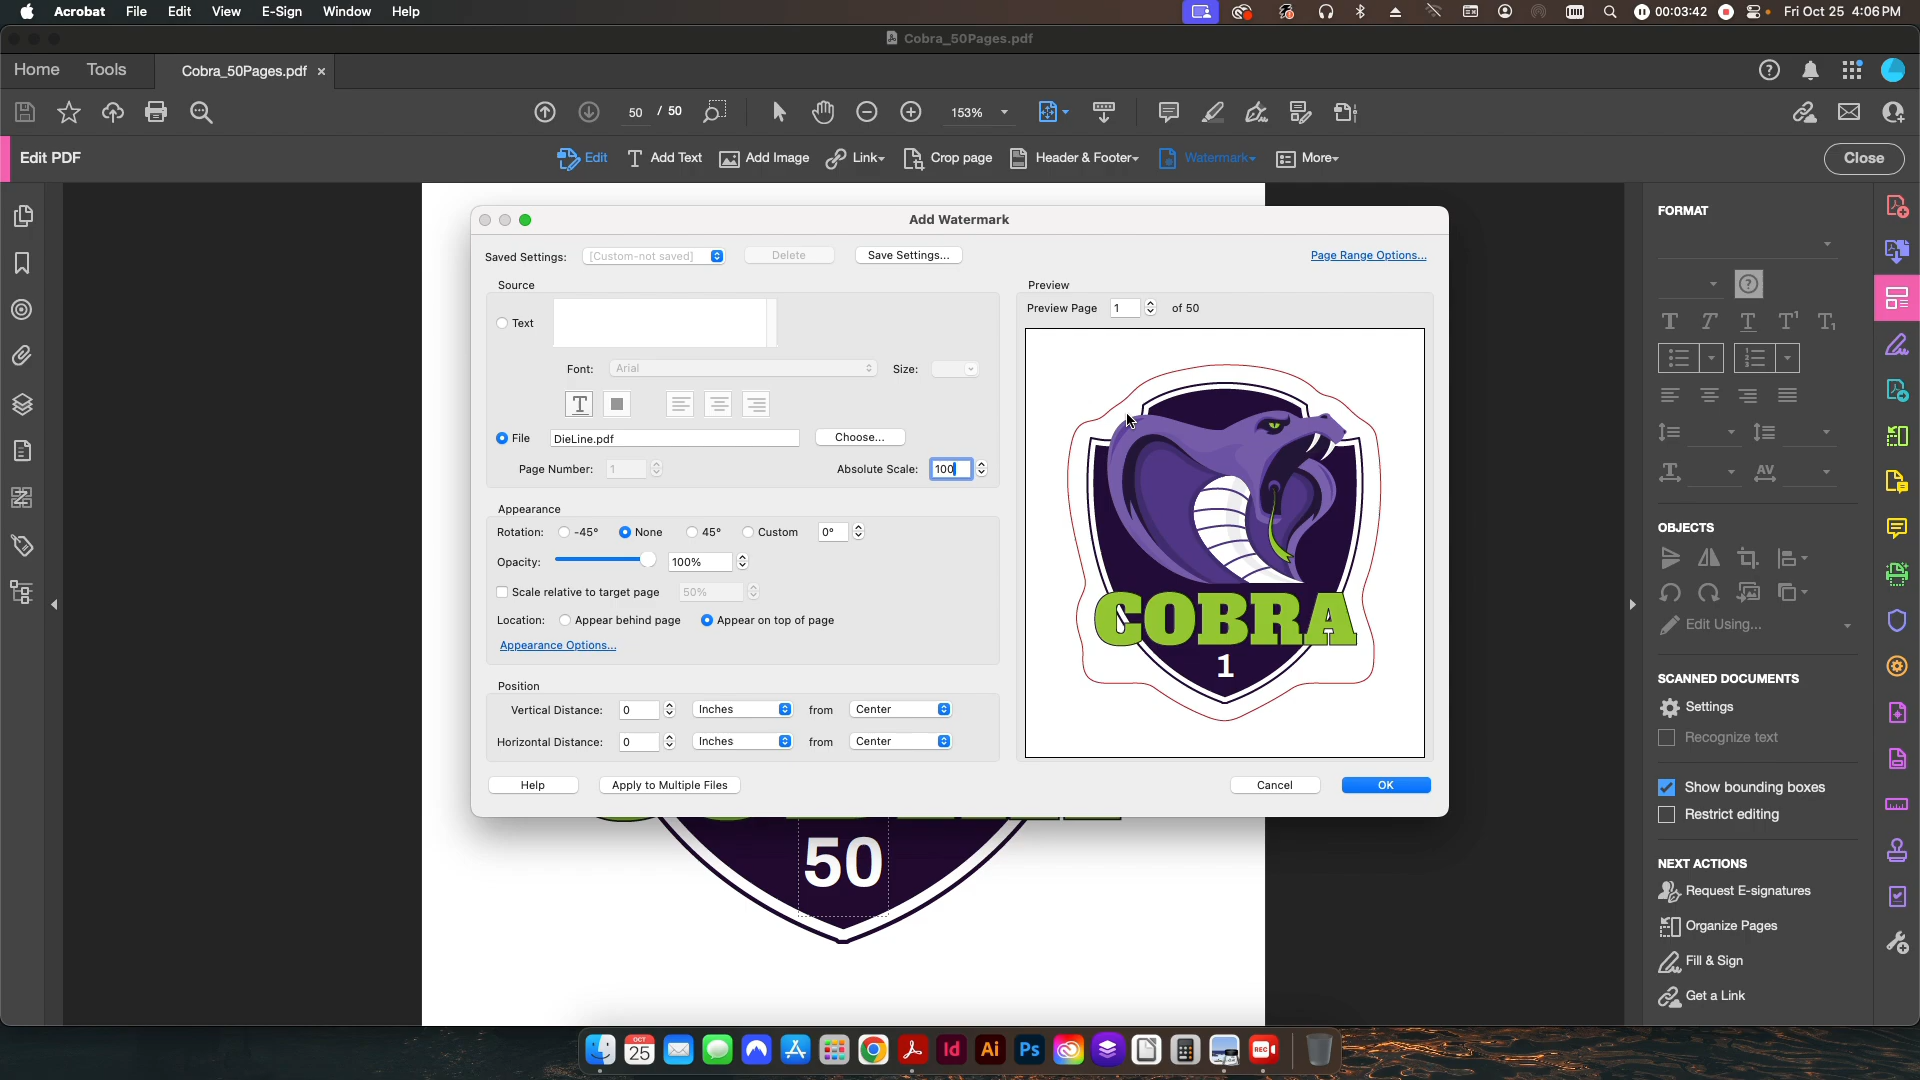 Acrobat File Edit View E-Sign Window Help
00:03:42 Fri Oct 25 4:06 PM
Cobra_50Pages.pdf
Home Tools Cobra_50Pages.pdf ×
50 / 50 153%
Edit PDF Edit Add Text Add Image Link Crop page Header & Footer Watermark More Close
Add Watermark
Saved Settings: [Custom-not saved] Delete Save Settings... Page Range Options...
Source
Text
Font: Arial Size:
File DieLine.pdf Choose...
Page Number: 1 Absolute Scale: 100
Appearance
Rotation: -45° None 45° Custom 0°
Opacity: 100%
Scale relative to target page 50%
Location: Appear behind page Appear on top of page
Appearance Options...
Position
Vertical Distance: 0 Inches from Center
Horizontal Distance: 0 Inches from Center
Help Apply to Multiple Files Cancel OK
Preview
Preview Page 1 of 50
COBRA
1
50
FORMAT
OBJECTS
Edit Using...
SCANNED DOCUMENTS
Settings
Recognize text
Show bounding boxes
Restrict editing
NEXT ACTIONS
Request E-signatures
Organize Pages
Fill & Sign
Get a Link
OCT
25
Id
Ai
Ps
REC